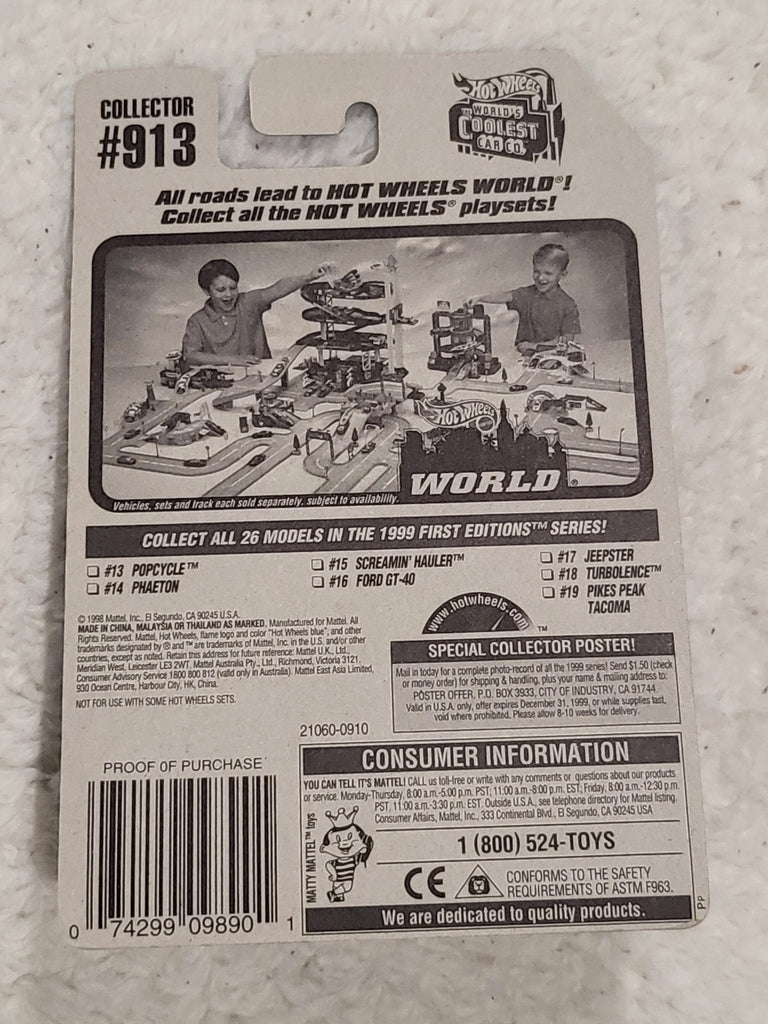 COLLECTOR
#913
HOT WHEELS
WORLD'S
COOLEST
CAR CO.
All roads lead to HOT WHEELS WORLD®!
Collect all the HOT WHEELS® playsets!
HOT WHEELS
WORLD®
Vehicles, sets and track each sold separately, subject to availability.
COLLECT ALL 26 MODELS IN THE 1999 FIRST EDITIONS™ SERIES!
#13 POPCYCLE™
#14 PHAETON
#15 SCREAMIN' HAULER™
#16 FORD GT-40
#17 JEEPSTER
#18 TURBOLENCE™
#19 PIKES PEAK
TACOMA
© 1998 Mattel, Inc., El Segundo, CA 90245 U.S.A.
MADE IN CHINA, MALAYSIA OR THAILAND AS MARKED. Manufactured for Mattel. All
Rights Reserved. Mattel, Hot Wheels, flame logo and color "Hot Wheels blue", and other
trademarks designated by ® and ™ are trademarks of Mattel, Inc. in the U.S. and/or other
countries, except as noted. Retain this address for future reference: Mattel U.K., Ltd.,
Meridian West, Leicester LE3 2WT. Mattel Australia Pty., Ltd., Richmond, Victoria 3121.
Consumer Advisory Service 1800 800 812 (valid only in Australia). Mattel East Asia Limited,
930 Ocean Centre, Harbour City, HK, China.
NOT FOR USE WITH SOME HOT WHEELS SETS.
www.hotwheels.com
™
SPECIAL COLLECTOR POSTER!
Mail in today for a complete photo-record of all the 1999 series! Send $1.50 (check
or money order) for shipping & handling, plus your name & mailing address to:
POSTER OFFER, P.O. BOX 3933, CITY OF INDUSTRY, CA 91744.
Valid in U.S.A. only, offer expires December 31, 1999, or while supplies last,
void where prohibited. Please allow 8-10 weeks for delivery.
21060-0910
PROOF OF PURCHASE
0 74299 09890 1
CONSUMER INFORMATION
YOU CAN TELL IT'S MATTEL! CALL us toll-free or write with any comments or questions about our products
or service. Monday-Thursday, 8:00 a.m.-5:00 p.m. PST; 11:00 a.m.-8:00 p.m. EST; Friday, 8:00 a.m.-12:30 p.m.
PST, 11:00 a.m.-3:30 p.m. EST. Outside U.S.A., see telephone directory for Mattel listing.
Consumer Affairs, Mattel, Inc., 333 Continental Blvd., El Segundo, CA 90245 USA
MATTY MATTEL™ toys
1 (800) 524-TOYS
CE
CONFORMS TO THE SAFETY
REQUIREMENTS OF ASTM F963.
We are dedicated to quality products.
PP